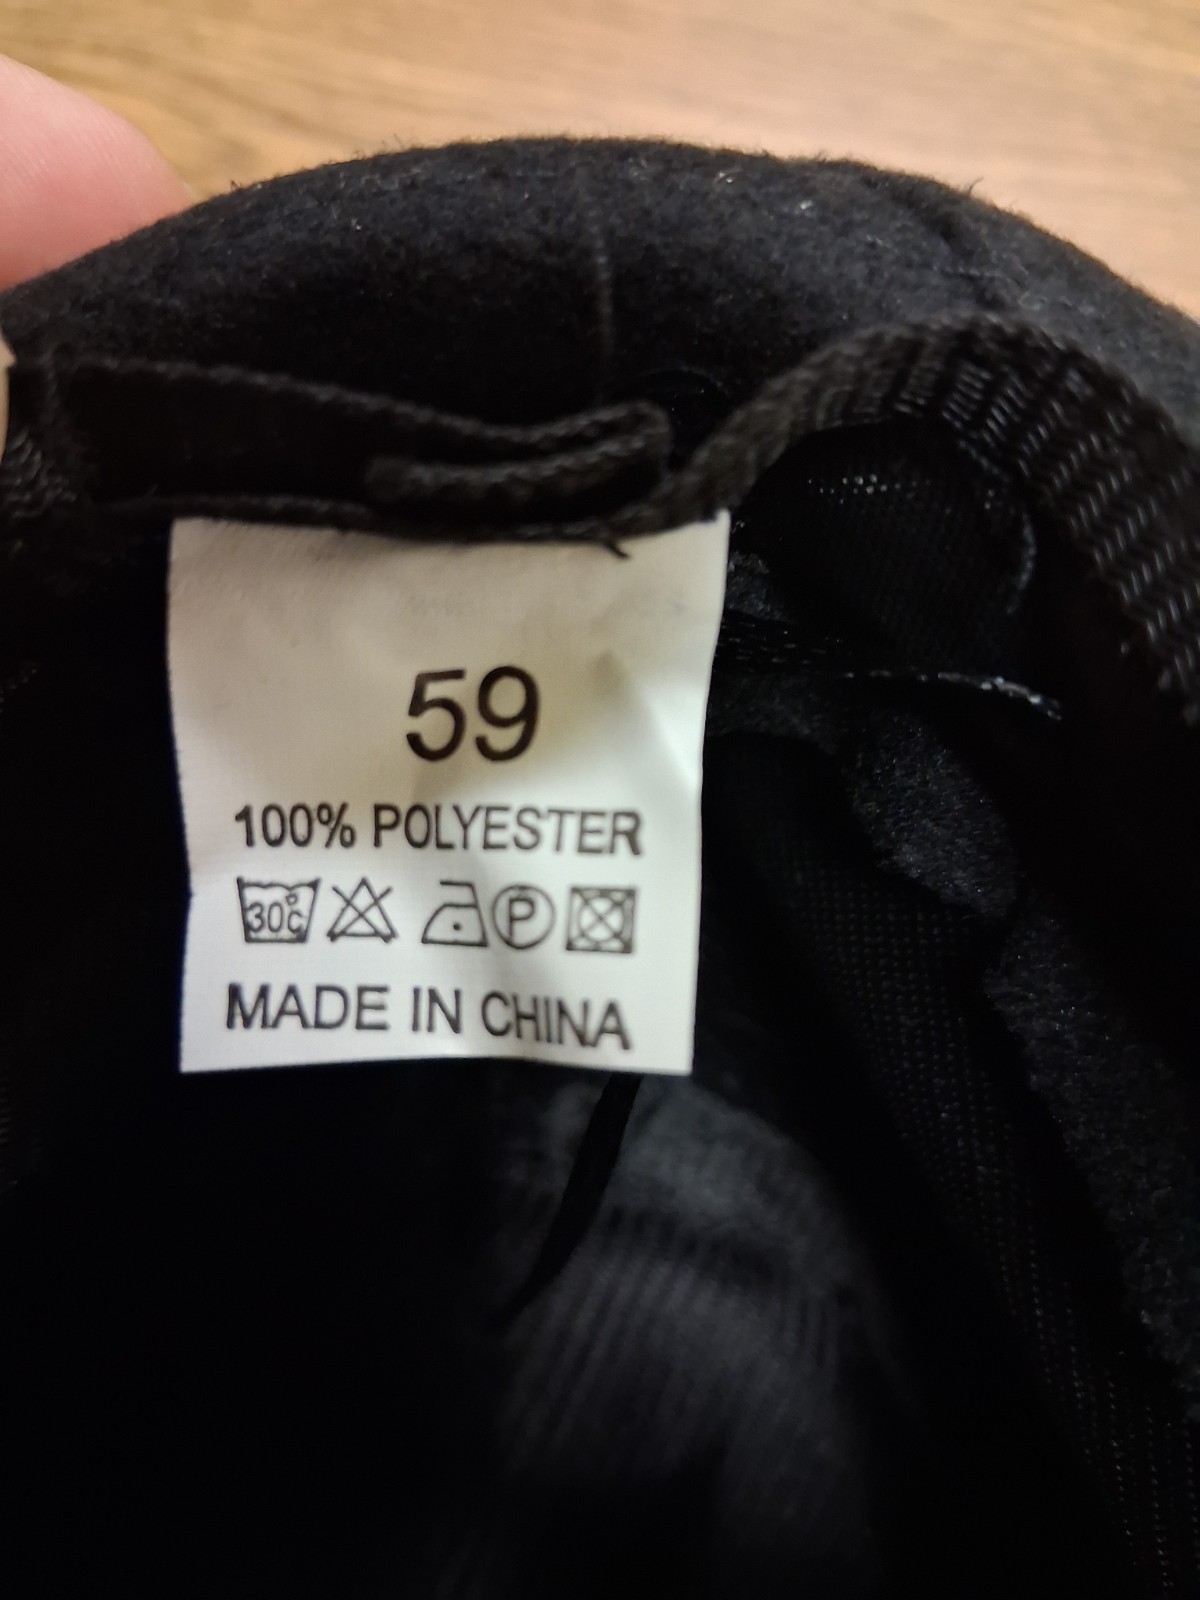 59
100% POLYESTER
30°C P
MADE IN CHINA